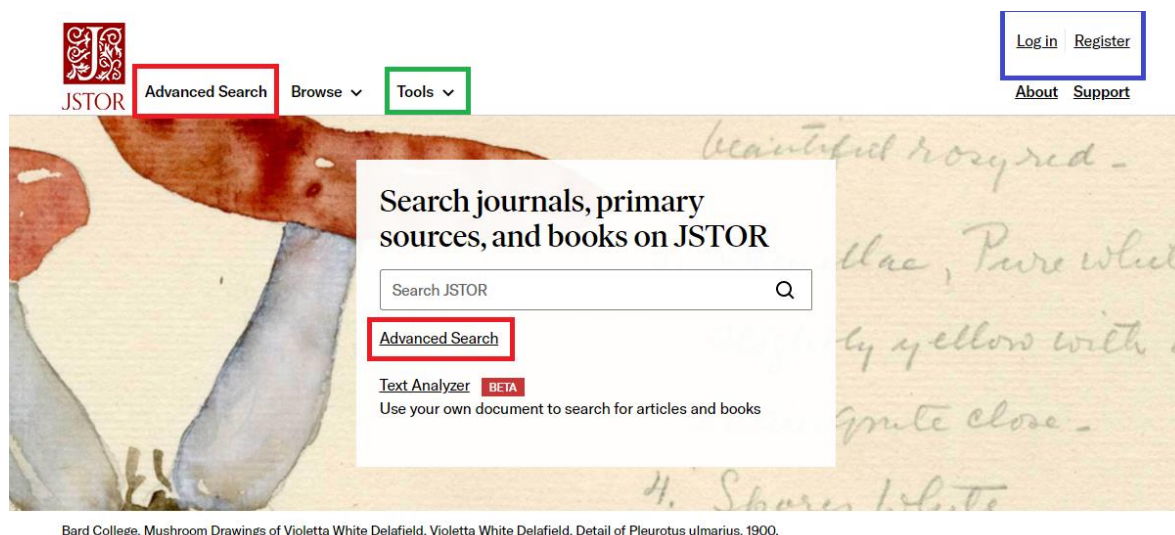 Log in Register
JSTOR
Advanced Search Browse Tools
About Support
beautiful rosy red -
Search journals, primary
sources, and books on JSTOR
Pure
Search JSTOR
Advanced Search
yellow with
Text Analyzer BETA
Use your own document to search for articles and books
close -
4. Spores White
Bard College. Mushroom Drawings of Violetta White Delafield. Violetta White Delafield. Detail of Pleurotus ulmarius. 1900.